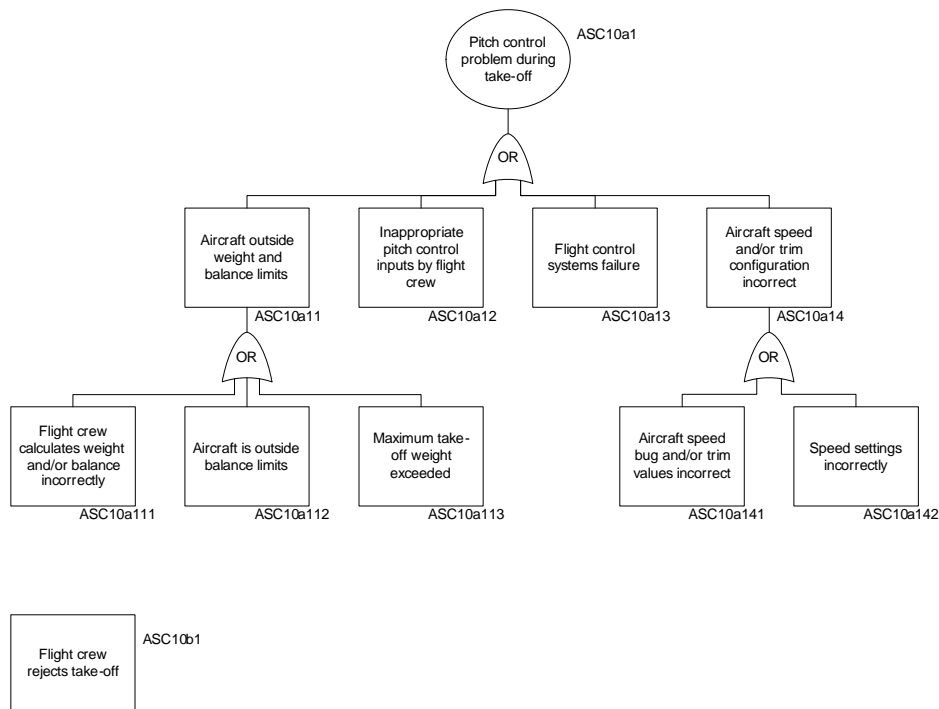 Pitch control
problem during
take-off
ASC10a1
OR
Aircraft outside
weight and
balance limits
ASC10a11
Inappropriate
pitch control
inputs by flight
crew
ASC10a12
Flight control
systems failure
ASC10a13
Aircraft speed
and/or trim
configuration
incorrect
ASC10a14
OR
OR
Flight crew
calculates weight
and/or balance
incorrectly
ASC10a111
Aircraft is outside
balance limits
ASC10a112
Maximum take-
off weight
exceeded
ASC10a113
Aircraft speed
bug and/or trim
values incorrect
ASC10a141
Speed settings
incorrectly
ASC10a142
Flight crew
rejects take-off
ASC10b1